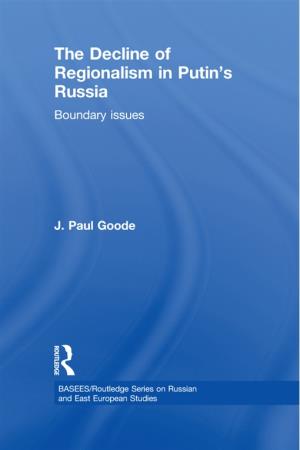 The Decline of
Regionalism in Putin's
Russia
Boundary issues
J. Paul Goode
ROUTLEDGE
BASEES/Routledge Series on Russian
and East European Studies